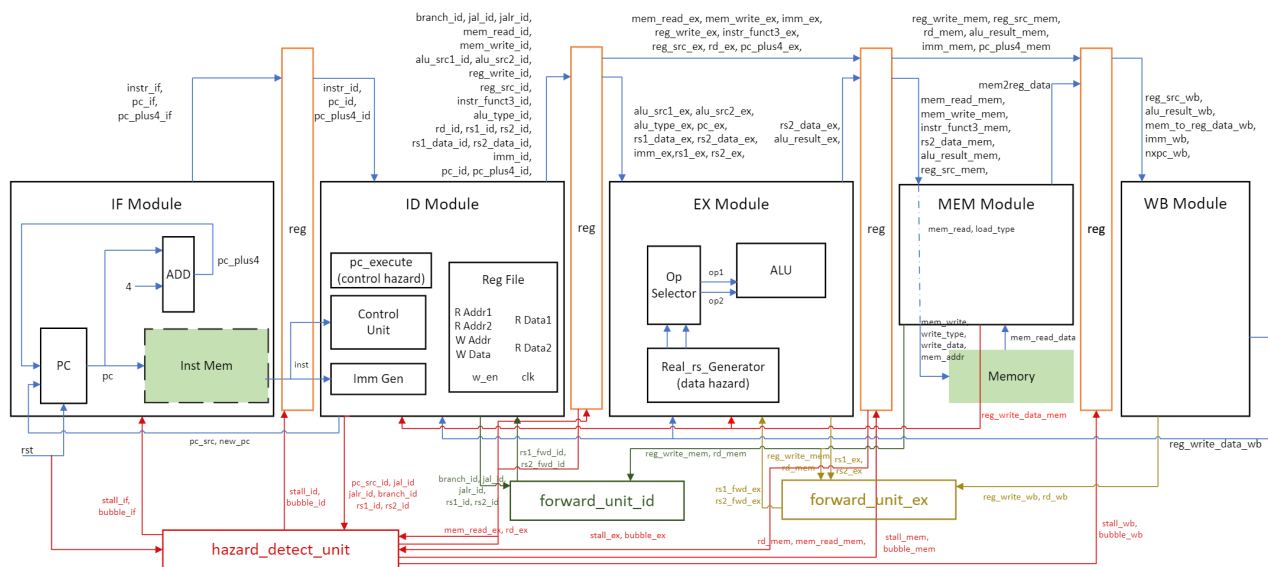 branch_id, jal_id, jalr_id,
mem_read_id,
mem_write_id,
alu_src1_id, alu_src2_id,
reg_write_id,
reg_src_id,
instr_funct3_id,
alu_type_id,
rd_id, rs1_id, rs2_id,
rs1_data_id, rs2_data_id,
imm_id,
pc_id, pc_plus4_id,
mem_read_ex, mem_write_ex, imm_ex,
reg_write_ex, instr_funct3_ex,
reg_src_ex, rd_ex, pc_plus4_ex,
reg_write_mem, reg_src_mem,
rd_mem, alu_result_mem,
imm_mem, pc_plus4_mem
instr_if,
pc_if,
pc_plus4_if
instr_id,
pc_id,
pc_plus4_id
alu_src1_ex, alu_src2_ex,
alu_type_ex, pc_ex,
rs1_data_ex, rs2_data_ex,
imm_ex,rs1_ex, rs2_ex,
rs2_data_ex,
alu_result_ex,
mem2reg_data
mem_read_mem,
mem_write_mem,
instr_funct3_mem,
rs2_data_mem,
alu_result_mem,
reg_src_mem,
reg_src_wb,
alu_result_wb,
mem_to_reg_data_wb,
imm_wb,
nxpc_wb,
IF Module
reg
ID Module
reg
EX Module
reg
MEM Module
reg
WB Module
mem_read, load_type
ADD
pc_plus4
4
PC
pc
Inst Mem
inst
pc_execute
(control hazard)
Control
Unit
Imm Gen
Reg File
R Addr1
R Addr2
W Addr
W Data
R Data1
R Data2
w_en
clk
Op
Selector
op1
op2
ALU
Real_rs_Generator
(data hazard)
mem_write,
write_type,
write_data,
mem_addr
mem_read_data
Memory
reg_write_data_mem
reg_write_data_wb
rst
pc_src, new_pc
stall_if,
bubble_if
stall_id,
bubble_id
pc_src_id, jal_id
jalr_id, branch_id
rs1_id, rs2_id
branch_id, jal_id,
jalr_id,
rs1_id, rs2_id
rs1_fwd_id,
rs2_fwd_id
forward_unit_id
reg_write_mem, rd_mem
rs1_fwd_ex
rs2_fwd_ex
reg_write_mem
rd_mem
rs1_ex,
rs2_ex
forward_unit_ex
reg_write_wb, rd_wb
hazard_detect_unit
mem_read_ex, rd_ex
stall_ex, bubble_ex
rd_mem, mem_read_mem,
stall_mem,
bubble_mem
stall_wb,
bubble_wb